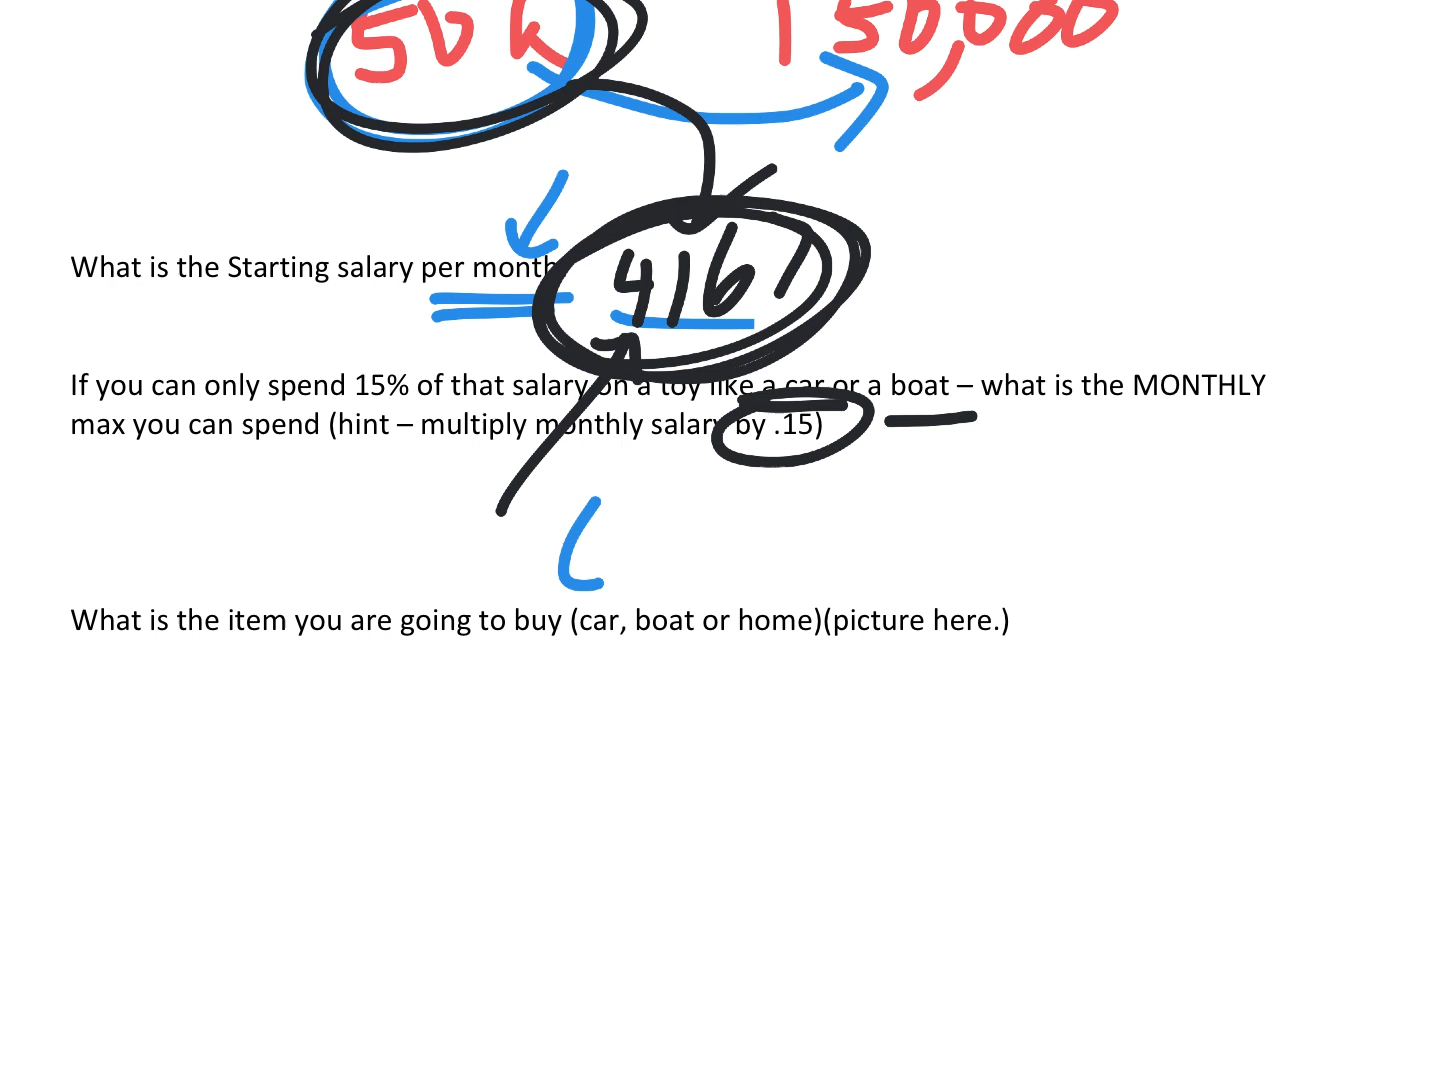 50k 150,000
What is the Starting salary per month 4167
If you can only spend 15% of that salary on a toy like a car or a boat – what is the MONTHLY
max you can spend (hint – multiply monthly salary by .15)
What is the item you are going to buy (car, boat or home)(picture here.)